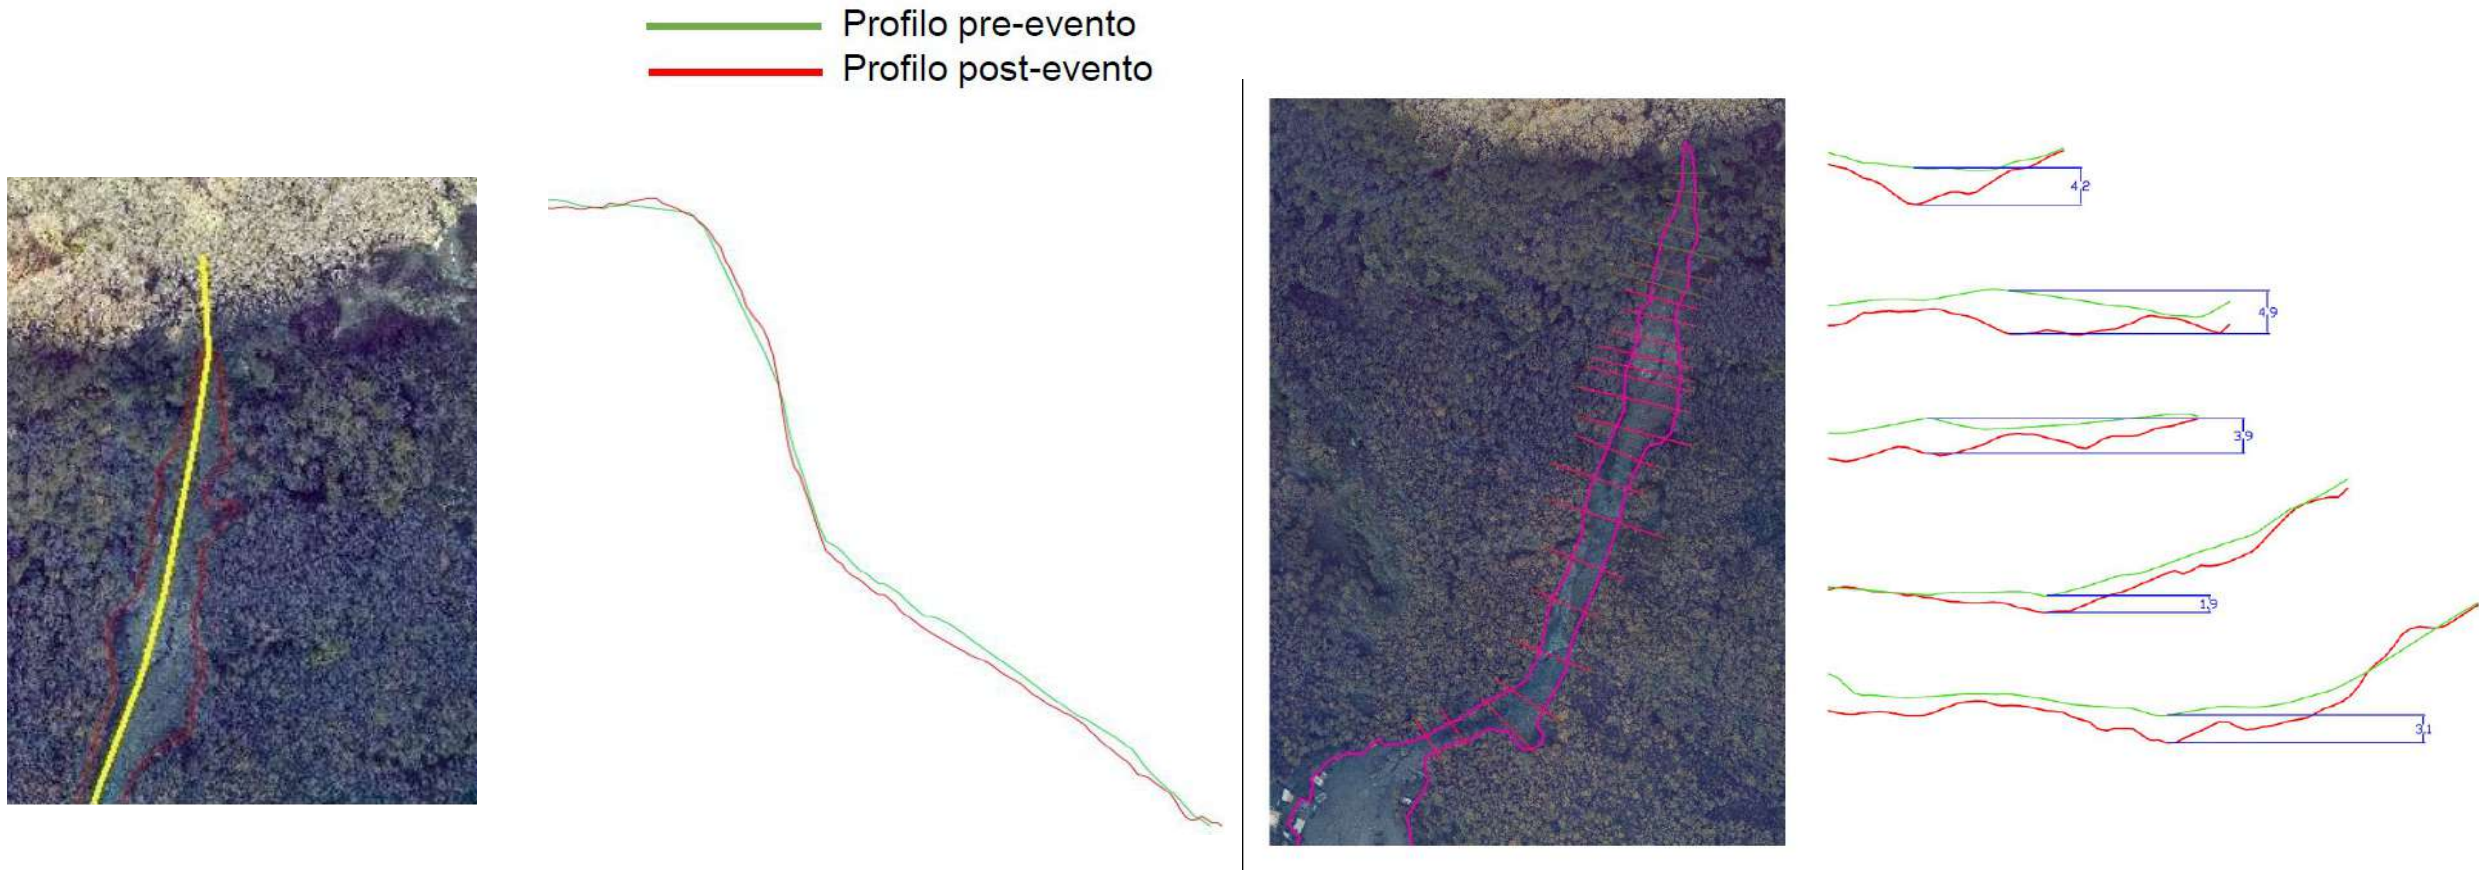 Profilo pre-evento
Profilo post-evento
4,2
4,9
3,9
1,9
3,1